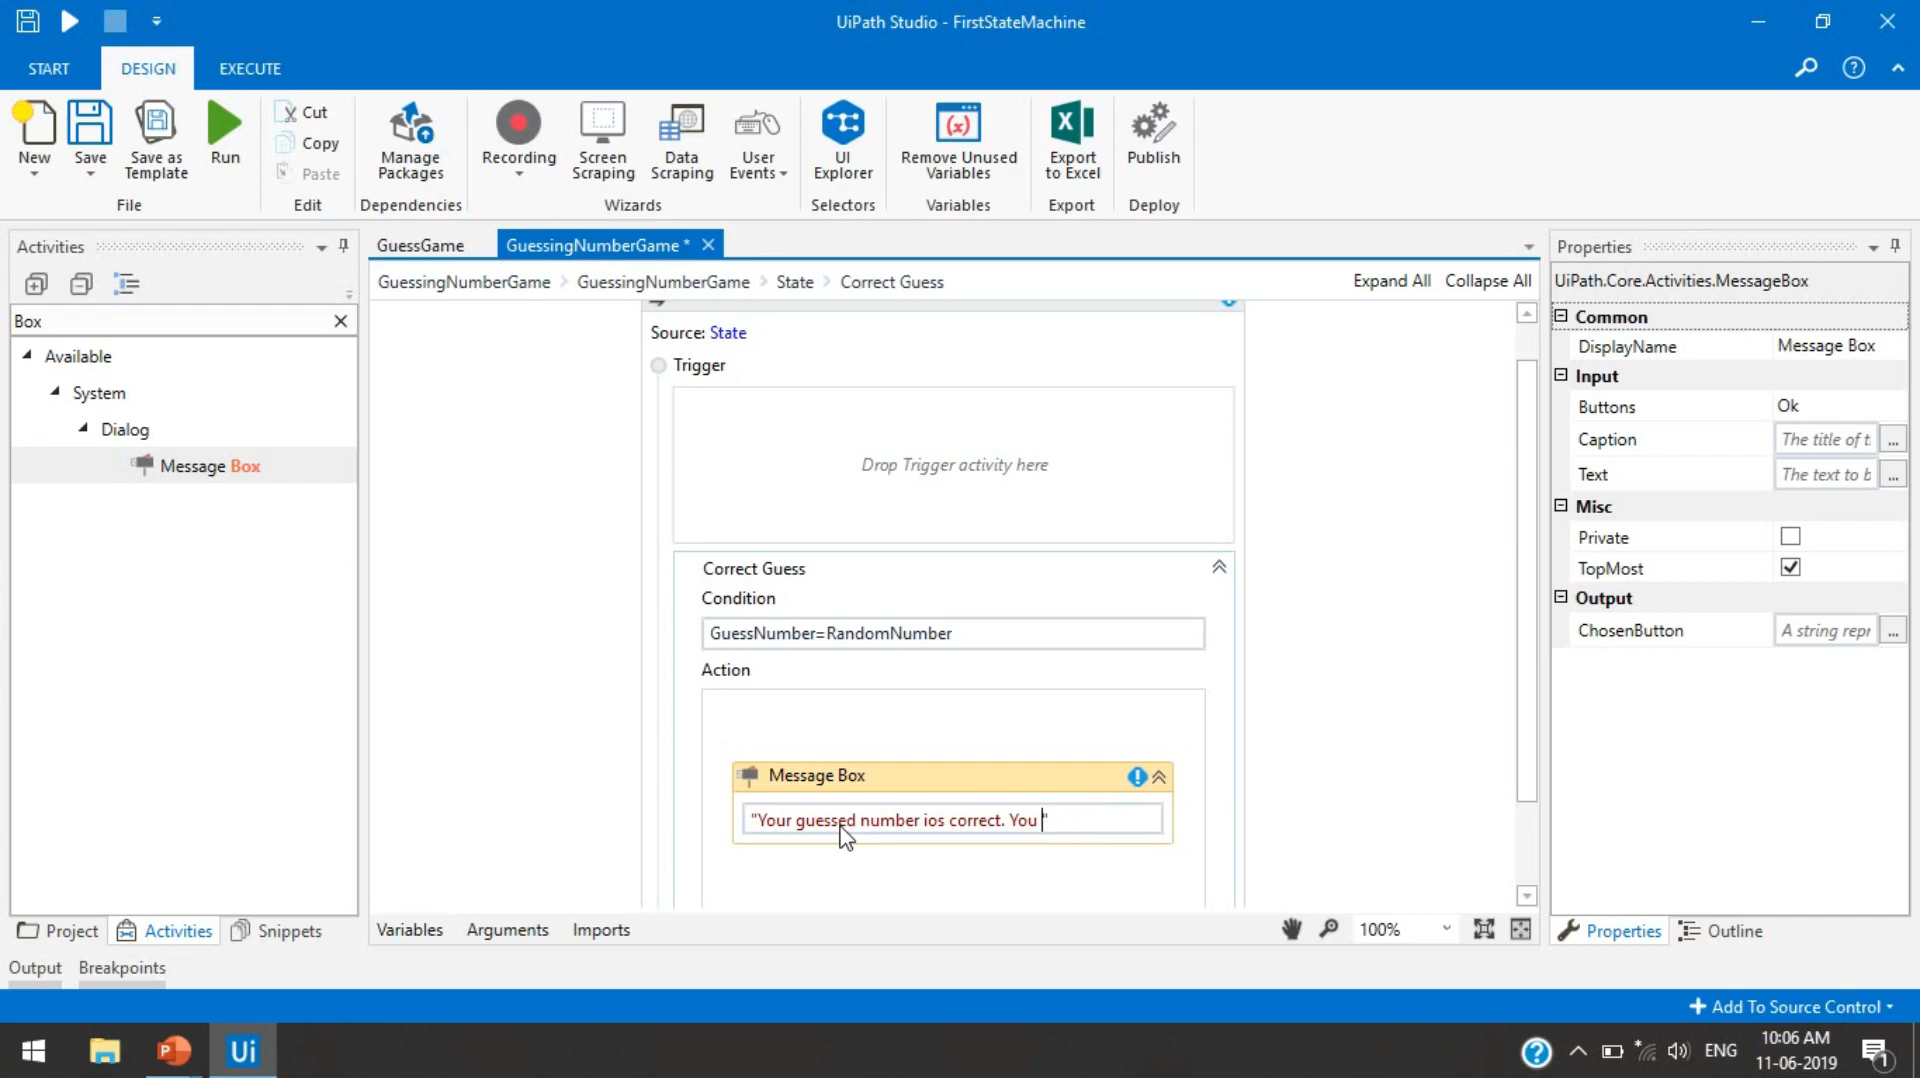 UiPath Studio - FirstStateMachine
START DESIGN EXECUTE
New Save Save as Template Run
Cut
Copy
Paste
Manage Packages
Recording Screen Scraping Data Scraping User Events
UI Explorer
Remove Unused Variables
Export to Excel
Publish
File Edit Dependencies Wizards Selectors Variables Export Deploy
Activities
Box
Available
System
Dialog
Message Box
Project Activities Snippets
GuessGame GuessingNumberGame *
GuessingNumberGame > GuessingNumberGame > State > Correct Guess Expand All Collapse All
Source: State
Trigger
Drop Trigger activity here
Correct Guess
Condition
GuessNumber=RandomNumber
Action
Message Box
"Your guessed number ios correct. You "
Variables Arguments Imports 100%
Properties
UiPath.Core.Activities.MessageBox
Common
DisplayName Message Box
Input
Buttons Ok
Caption The title of t ...
Text The text to b ...
Misc
Private
TopMost
Output
ChosenButton A string repr ...
Properties Outline
Output Breakpoints
+ Add To Source Control
P Ui
ENG 10:06 AM
11-06-2019
1